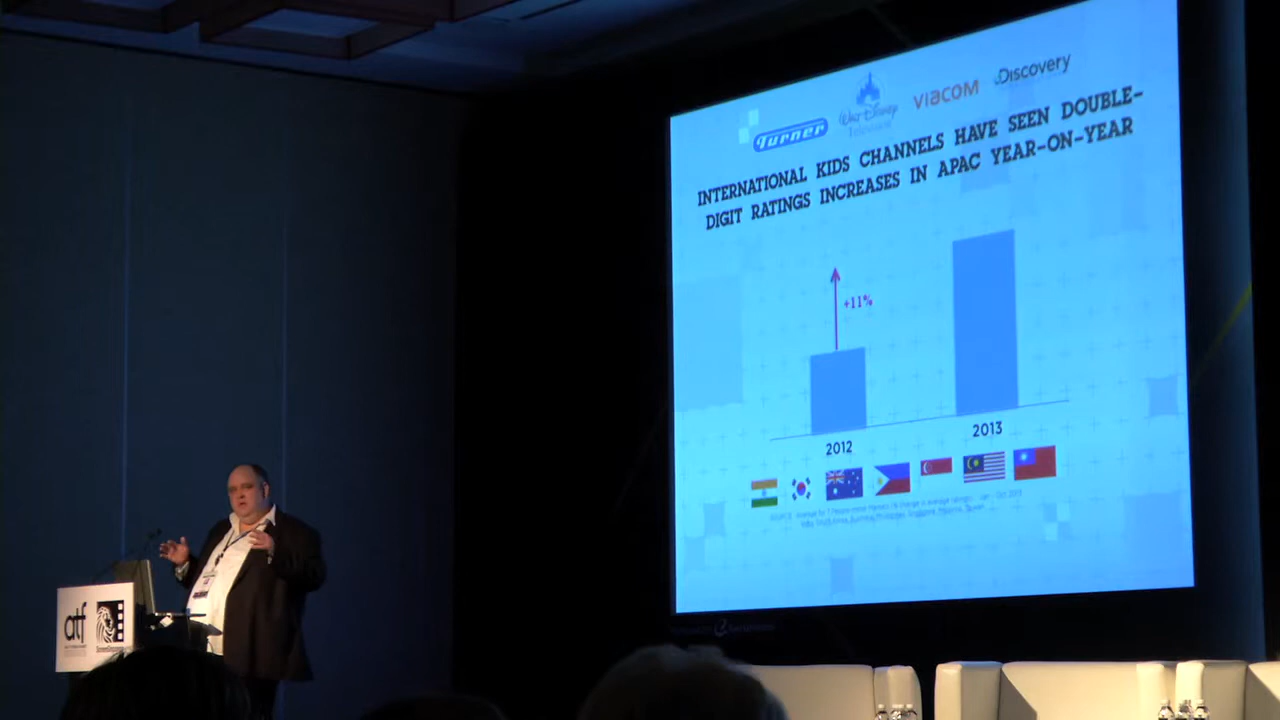 Turner
Walt Disney
Television
VIACOM
Discovery
INTERNATIONAL KIDS CHANNELS HAVE SEEN DOUBLE-
DIGIT RATINGS INCREASES IN APAC YEAR-ON-YEAR
+11%
2012
2013
atf